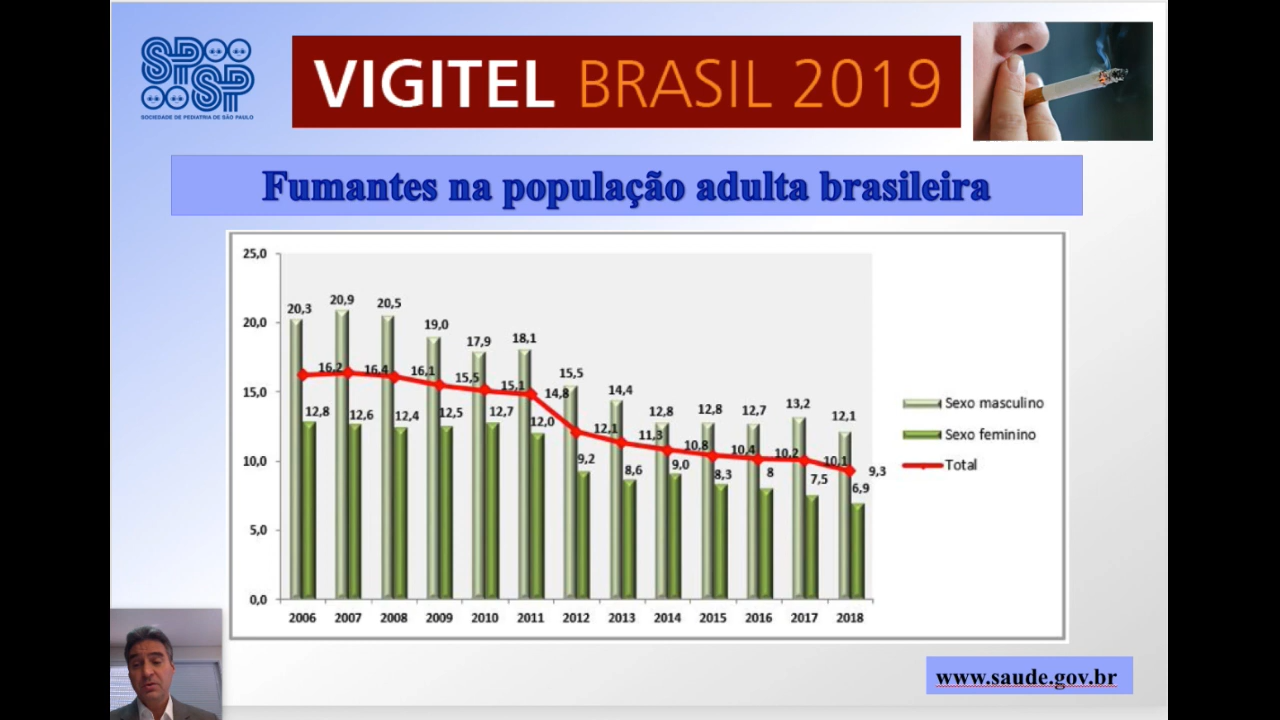 SPSP
SOCIEDADE DE PEDIATRIA DE SÃO PAULO
VIGITEL BRASIL 2019
Fumantes na população adulta brasileira
25,0
20,0
15,0
10,0
5,0
0,0
20,3 20,9 20,5 19,0 17,9 18,1 15,5 14,4 12,8 12,8 12,7 13,2 12,1
16,2 16,4 16,1 15,5 15,1 14,8 12,1 11,3 10,8 10,4 10,2 10,1 9,3
12,8 12,6 12,4 12,5 12,7 12,0 9,2 8,6 9,0 8,3 8 7,5 6,9
2006 2007 2008 2009 2010 2011 2012 2013 2014 2015 2016 2017 2018
Sexo masculino
Sexo feminino
Total
www.saude.gov.br